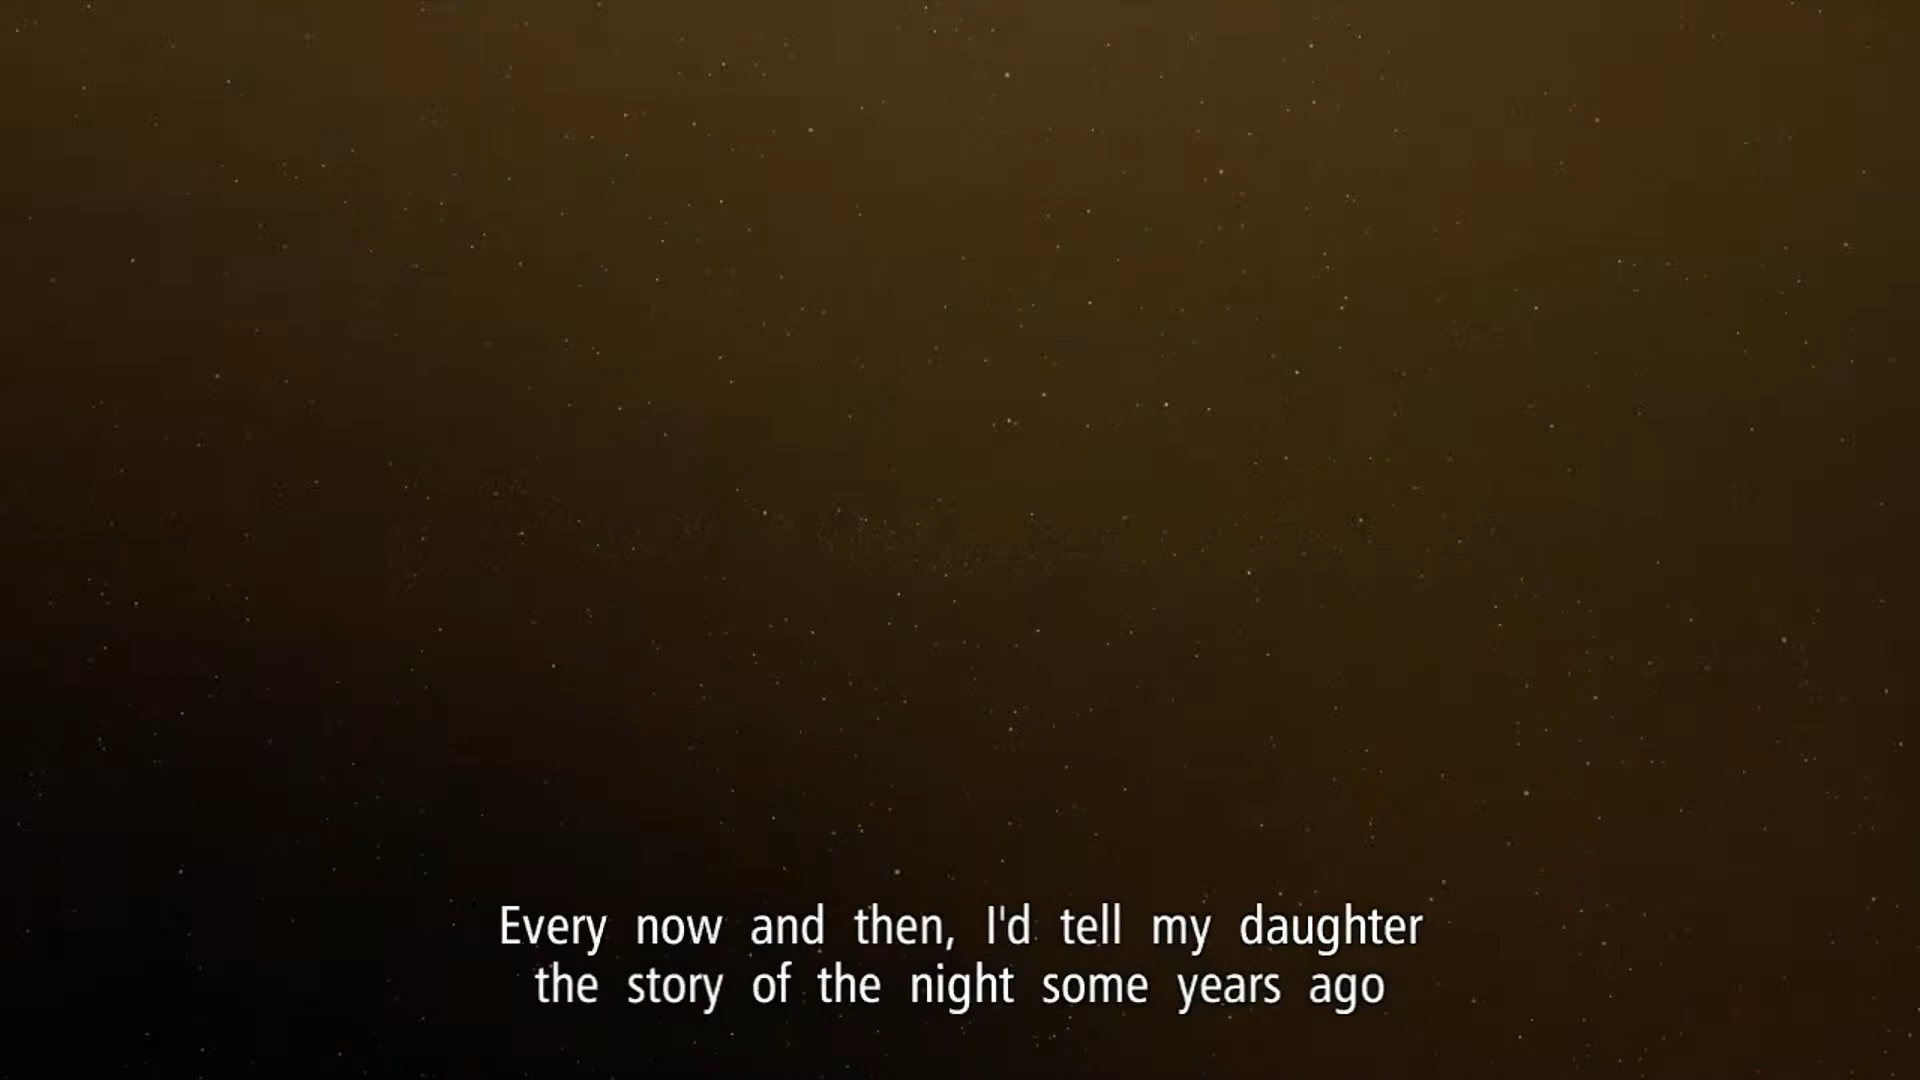 Every now and then, I'd tell my daughter
the story of the night some years ago